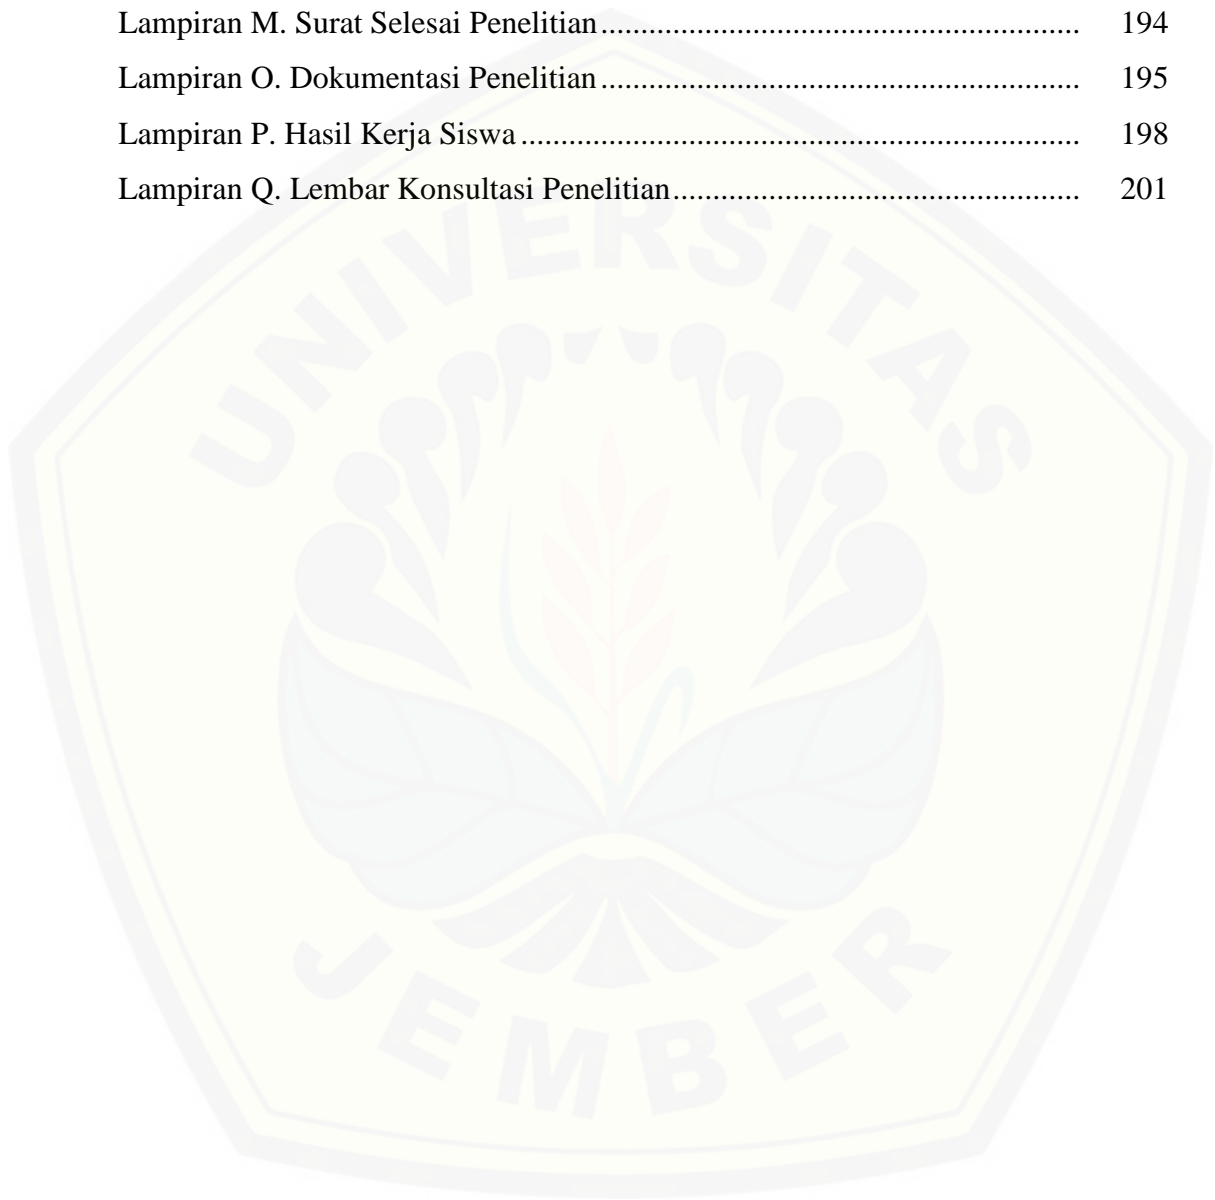 Lampiran M. Surat Selesai Penelitian............................................................ 194
Lampiran O. Dokumentasi Penelitian............................................................ 195
Lampiran P. Hasil Kerja Siswa...................................................................... 198
Lampiran Q. Lembar Konsultasi Penelitian................................................... 201
UNIVERSITAS
JEMBER